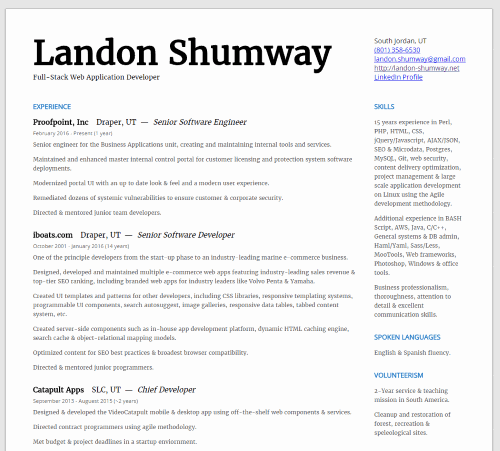 Landon Shumway
Full-Stack Web Application Developer
South Jordan, UT
(801) 358-6530
landon.shumway@gmail.com
http://landon-shumway.net
LinkedIn Profile
EXPERIENCE
Proofpoint, Inc Draper, UT — Senior Software Engineer
February 2016 - Present (1 year)
Senior engineer for the Business Applications unit, creating and maintaining internal tools and services.
Maintained and enhanced master internal control portal for customer licensing and protection system software
deployments.
Modernized portal UI with an up to date look & feel and a modern user experience.
Remediated dozens of systemic vulnerabilities to ensure customer & corporate security.
Directed & mentored junior team developers.
iboats.com Draper, UT — Senior Software Developer
October 2001 - January 2016 (14 years)
One of the principle developers from the start-up phase to an industry-leading marine e-commerce business.
Designed, developed and maintained multiple e-commerce web apps featuring industry-leading sales revenue &
top-tier SEO ranking, including branded web apps for industry leaders like Volvo Penta & Yamaha.
Created UI templates and patterns for other developers, including CSS libraries, responsive templating systems,
programmable UI components, search autosuggest, image galleries, responsive data tables, tabbed content
system, etc.
Created server-side components such as in-house app development platform, dynamic HTML caching engine,
search cache & object-relational mapping models.
Optimized content for SEO best practices & broadest browser compatibility.
Directed & mentored junior programmers.
Catapult Apps SLC, UT — Chief Developer
September 2013 - August 2015 (~2 years)
Designed & developed the VideoCatapult mobile & desktop app using off-the-shelf web components & services.
Directed contract programmers using agile methodology.
Met budget & project deadlines in a startup enviornment.
SKILLS
15 years experience in Perl,
PHP, HTML, CSS,
jQuery/Javascript, AJAX/JSON,
SEO & Microdata, Postgres,
MySQL, Git, web security,
content delivery optimization,
project management & large
scale application development
on Linux using the Agile
development methodology.
Additional experience in BASH
Script, AWS, Java, C/C++,
General systems & DB admin,
Haml/Yaml, Sass/Less,
MooTools, Web frameworks,
Photoshop, Windows & office
tools.
Business professionalism,
thoroughness, attention to
detail & excellent
communication skills.
SPOKEN LANGUAGES
English & Spanish fluency.
VOLUNTEERISM
2-Year service & teaching
mission in South America.
Cleanup and restoration of
forest, recreation &
speleological sites.